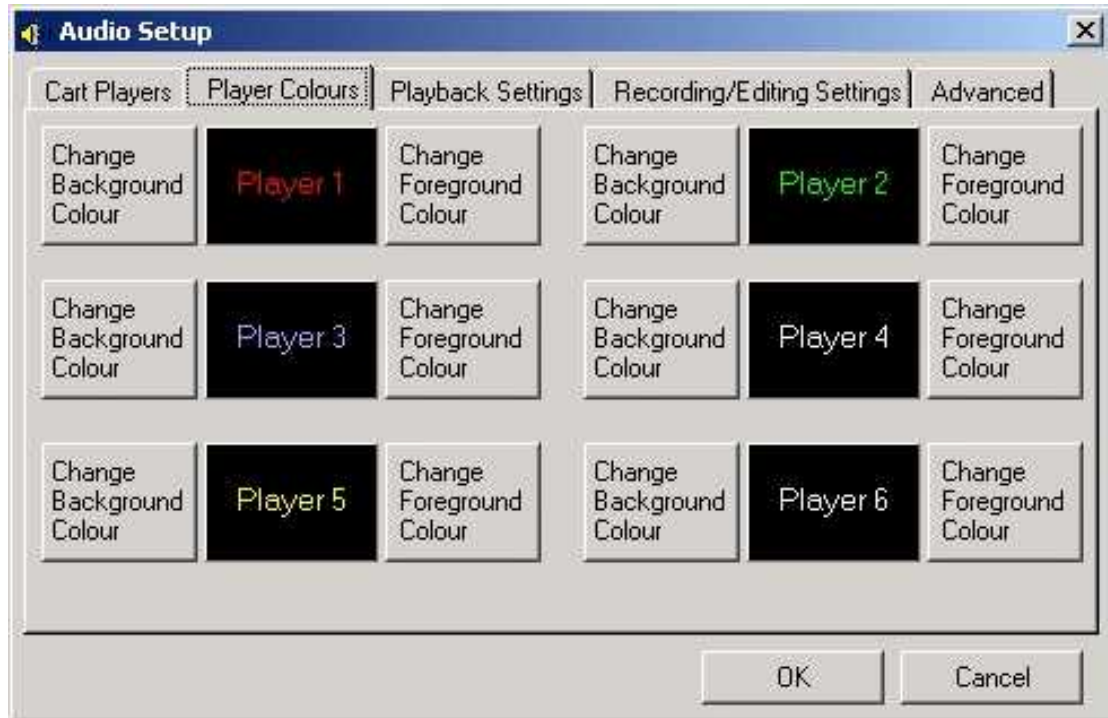 Audio Setup
Cart Players
Player Colours
Playback Settings
Recording/Editing Settings
Advanced
Change
Background
Colour
Player 1
Change
Foreground
Colour
Change
Background
Colour
Player 2
Change
Foreground
Colour
Change
Background
Colour
Player 3
Change
Foreground
Colour
Change
Background
Colour
Player 4
Change
Foreground
Colour
Change
Background
Colour
Player 5
Change
Foreground
Colour
Change
Background
Colour
Player 6
Change
Foreground
Colour
OK
Cancel